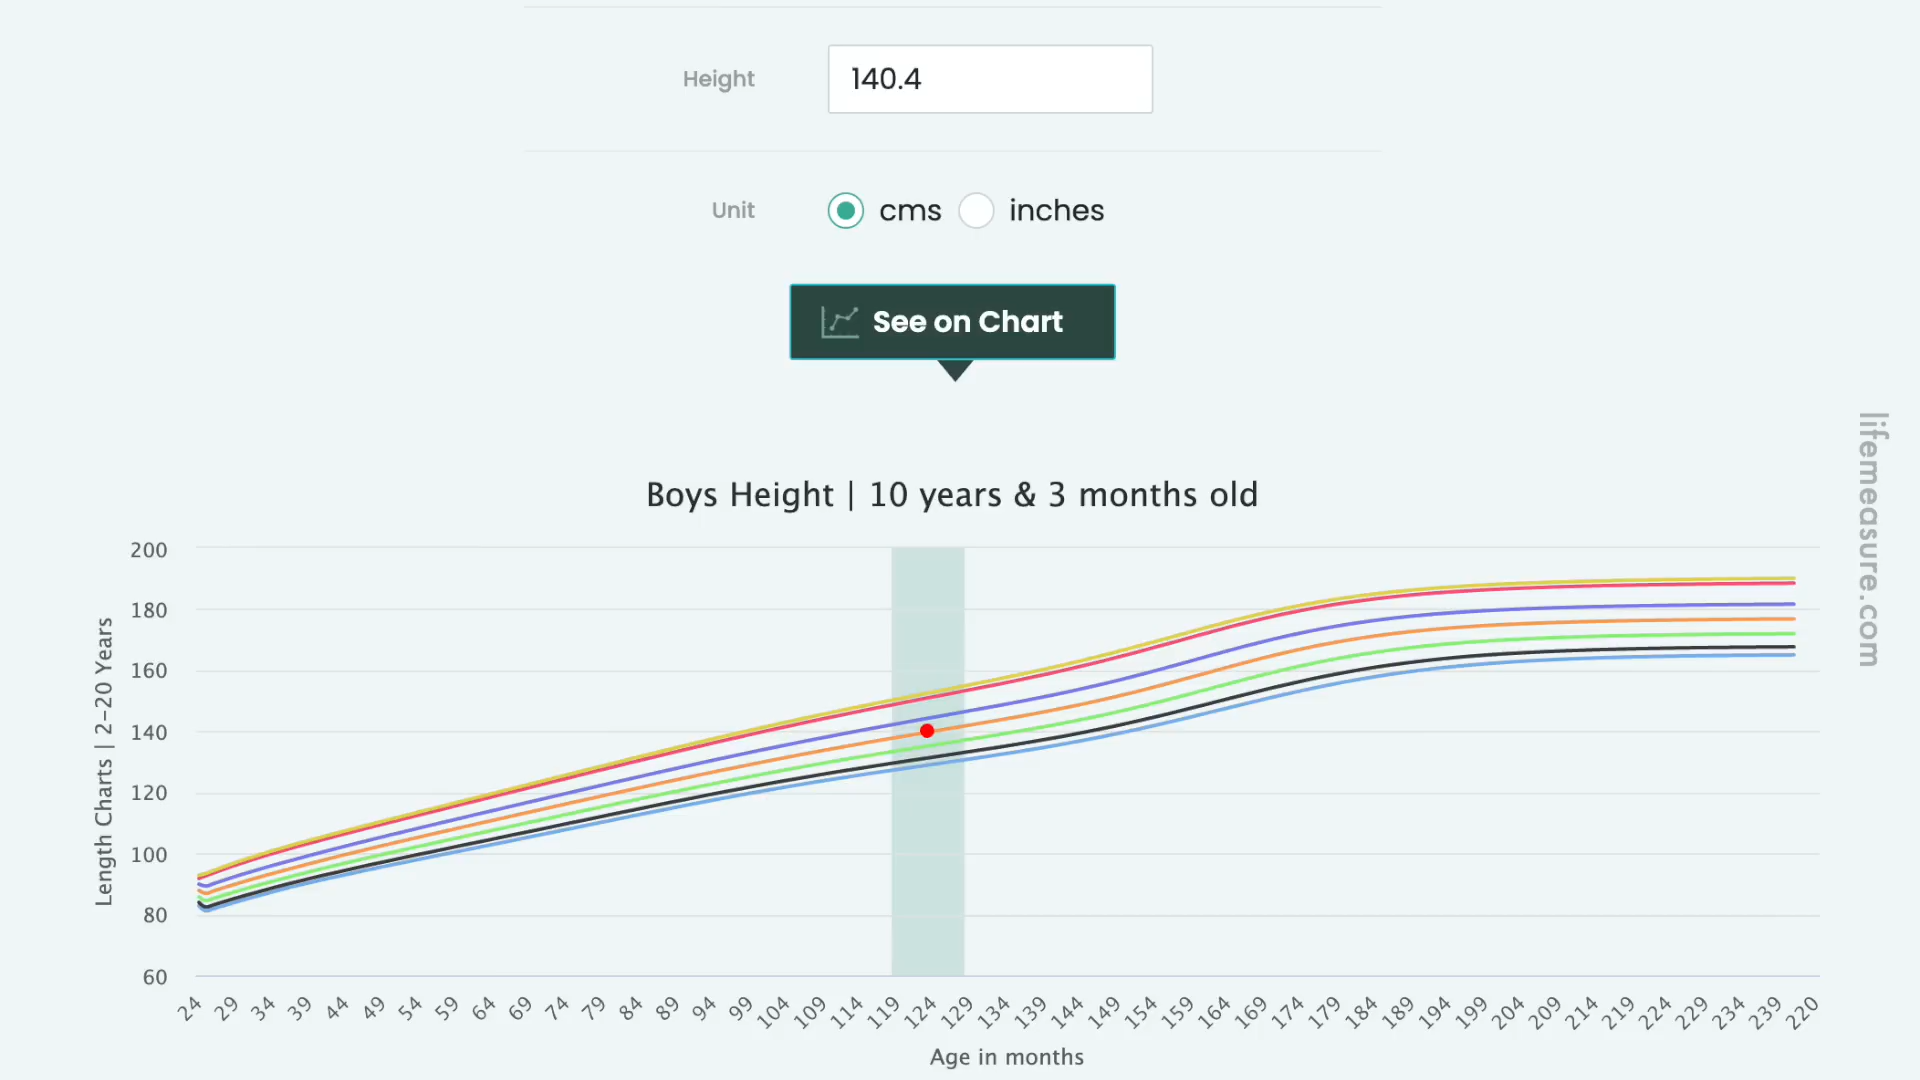 Height
140.4
Unit
cms
inches
See on Chart
lifemeasure.com
Boys Height | 10 years & 3 months old
Length Charts | 2-20 Years
200
180
160
140
120
100
80
60
24 29 34 39 44 49 54 59 64 69 74 79 84 89 94 99 104 109 114 119 124 129 134 139 144 149 154 159 164 169 174 179 184 189 194 199 204 209 214 219 224 229 234 239 220
Age in months